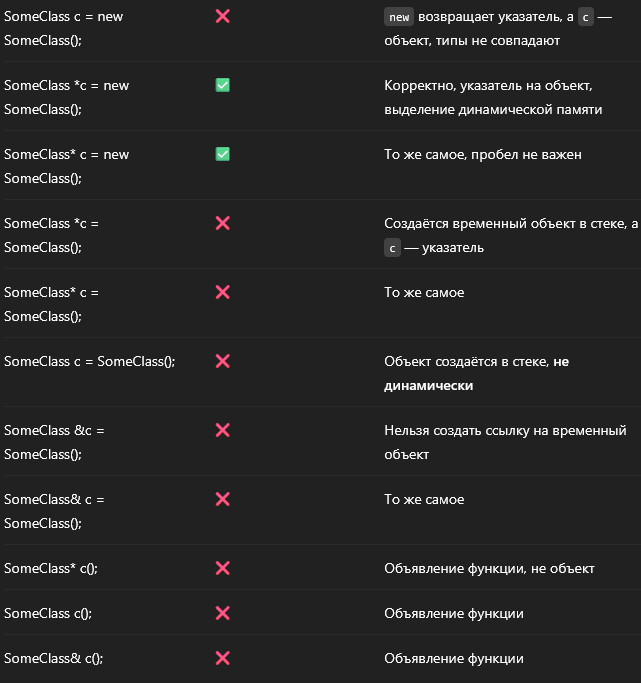 SomeClass c = new
SomeClass();
❌
new возвращает указатель, а c —
объект, типы не совпадают
SomeClass *c = new
SomeClass();
✅
Корректно, указатель на объект,
выделение динамической памяти
SomeClass* c = new
SomeClass();
✅
То же самое, пробел не важен
SomeClass *c =
SomeClass();
❌
Создаётся временный объект в стеке, а
c — указатель
SomeClass* c =
SomeClass();
❌
То же самое
SomeClass c = SomeClass();
❌
Объект создаётся в стеке, не
динамически
SomeClass &c =
SomeClass();
❌
Нельзя создать ссылку на временный
объект
SomeClass& c =
SomeClass();
❌
То же самое
SomeClass* c();
❌
Объявление функции, не объект
SomeClass c();
❌
Объявление функции
SomeClass& c();
❌
Объявление функции